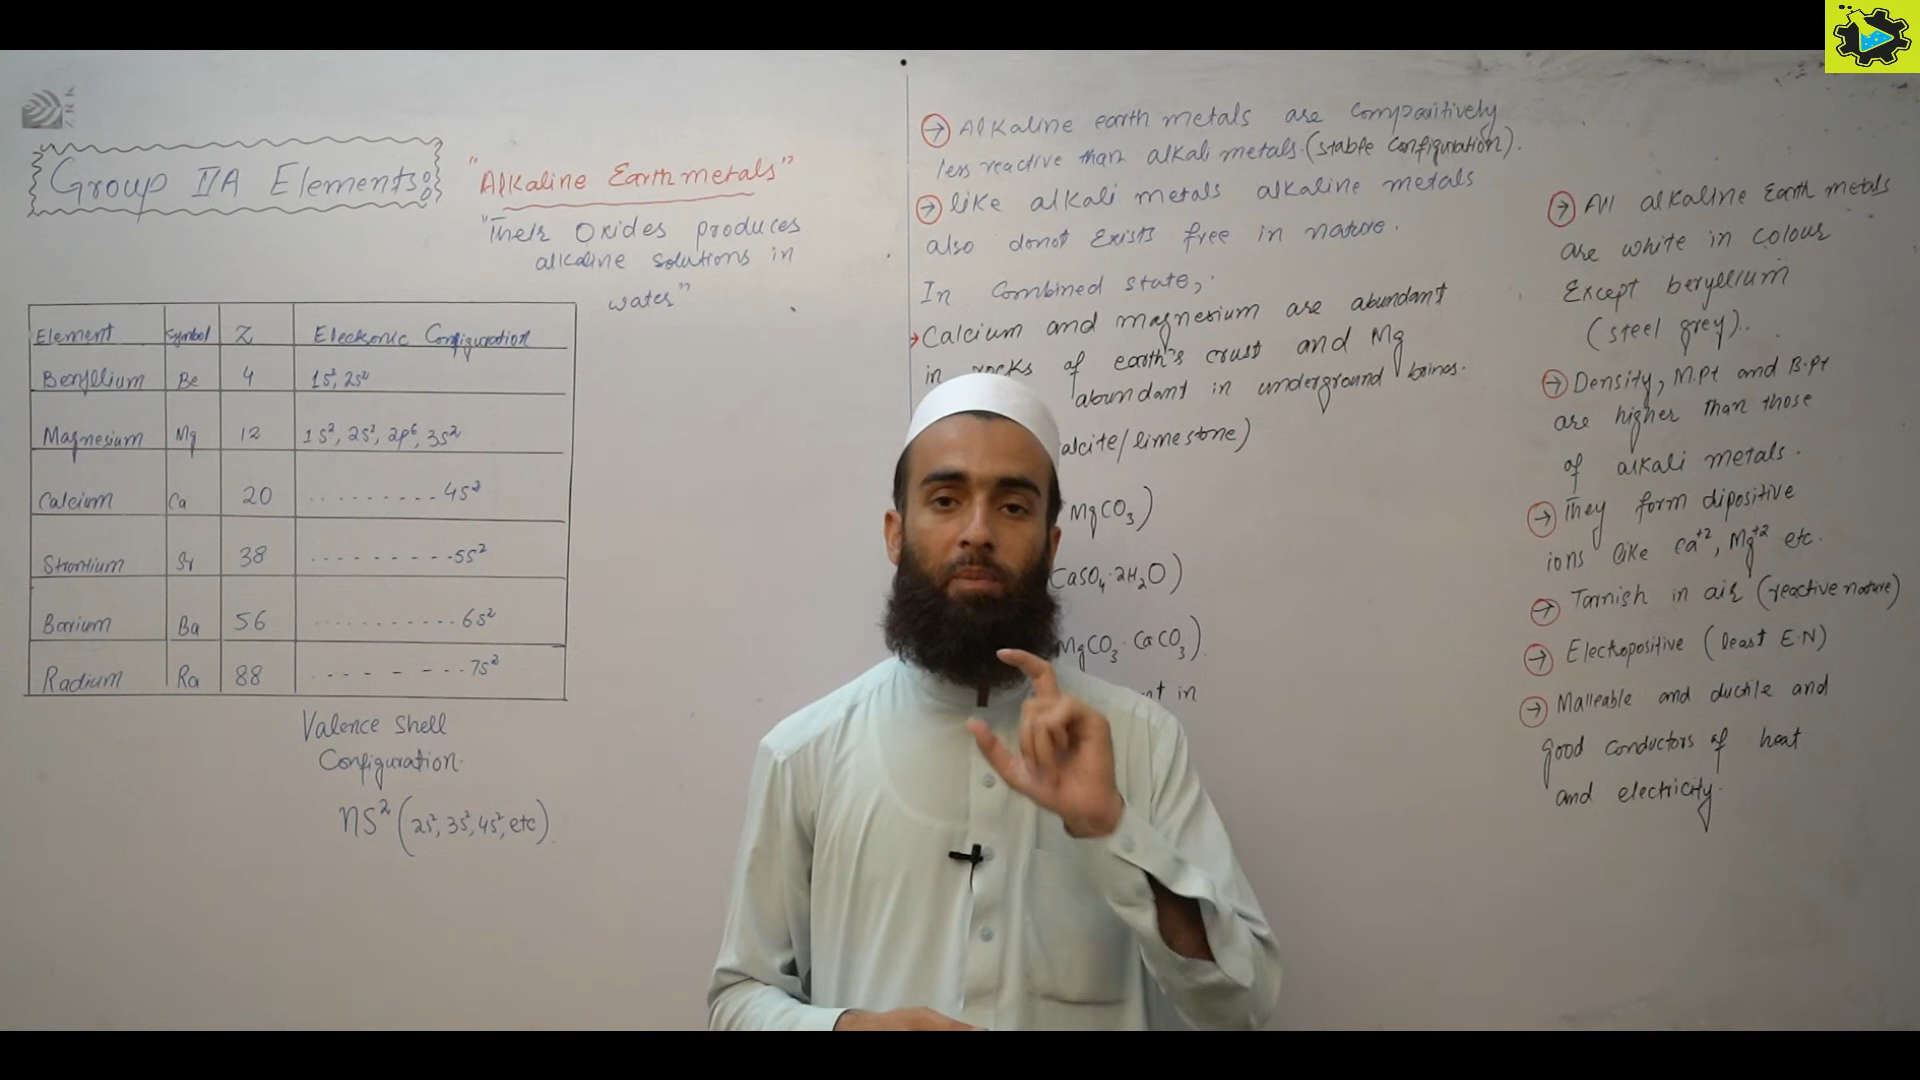 ZRK
Group IIA Elements:
"Alkaline Earth metals"
"Their Oxides produces
alkaline solutions in
water"
Element Symbol Z Electronic Configuration
Beryllium Be 4 1s², 2s²
Magnesium Mg 12 1s², 2s², 2p⁶, 3s²
Calcium Ca 20 .........4s²
Strontium Sr 38 .........5s²
Barium Ba 56 ...........6s²
Radium Ra 88 ........7s²
Valence shell
Configuration.
ns² (2s², 3s², 4s², etc).
→ Alkaline earth metals are comparitively
less reactive than alkali metals. (stable configuration).
→ like alkali metals alkaline metals
also donot Exists free in nature.
In Combined state,
→ Calcium and magnesium are abundant
in rocks of earth's crust and Mg
abundant in underground brines.
alcite/limestone)
MgCO₃)
CaSO₄·2H₂O)
MgCO₃·CaCO₃).
nt in
→ All alkaline Earth metals
are white in colour
Except beryllium
(steel grey).
→ Density, M.Pt and B.pt
are higher than those
of alkali metals.
→ They form dipositive
ions like Ca⁺², Mg⁺² etc.
→ Tarnish in air (reactive nature)
→ Electropositive (least E.N)
→ Malleable and ductile and
good conductors of heat
and electricity.